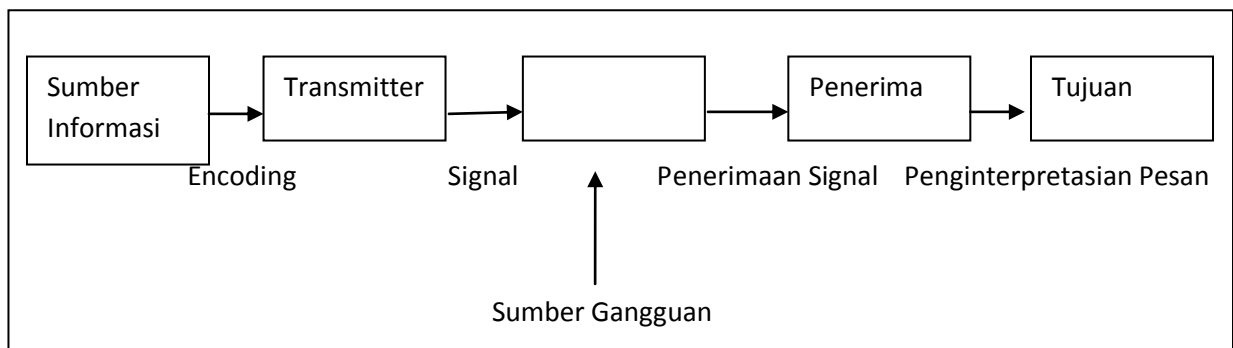 Sumber
Informasi
Transmitter
Penerima
Tujuan
Encoding
Signal
Penerimaan Signal
Penginterpretasian Pesan
Sumber Gangguan